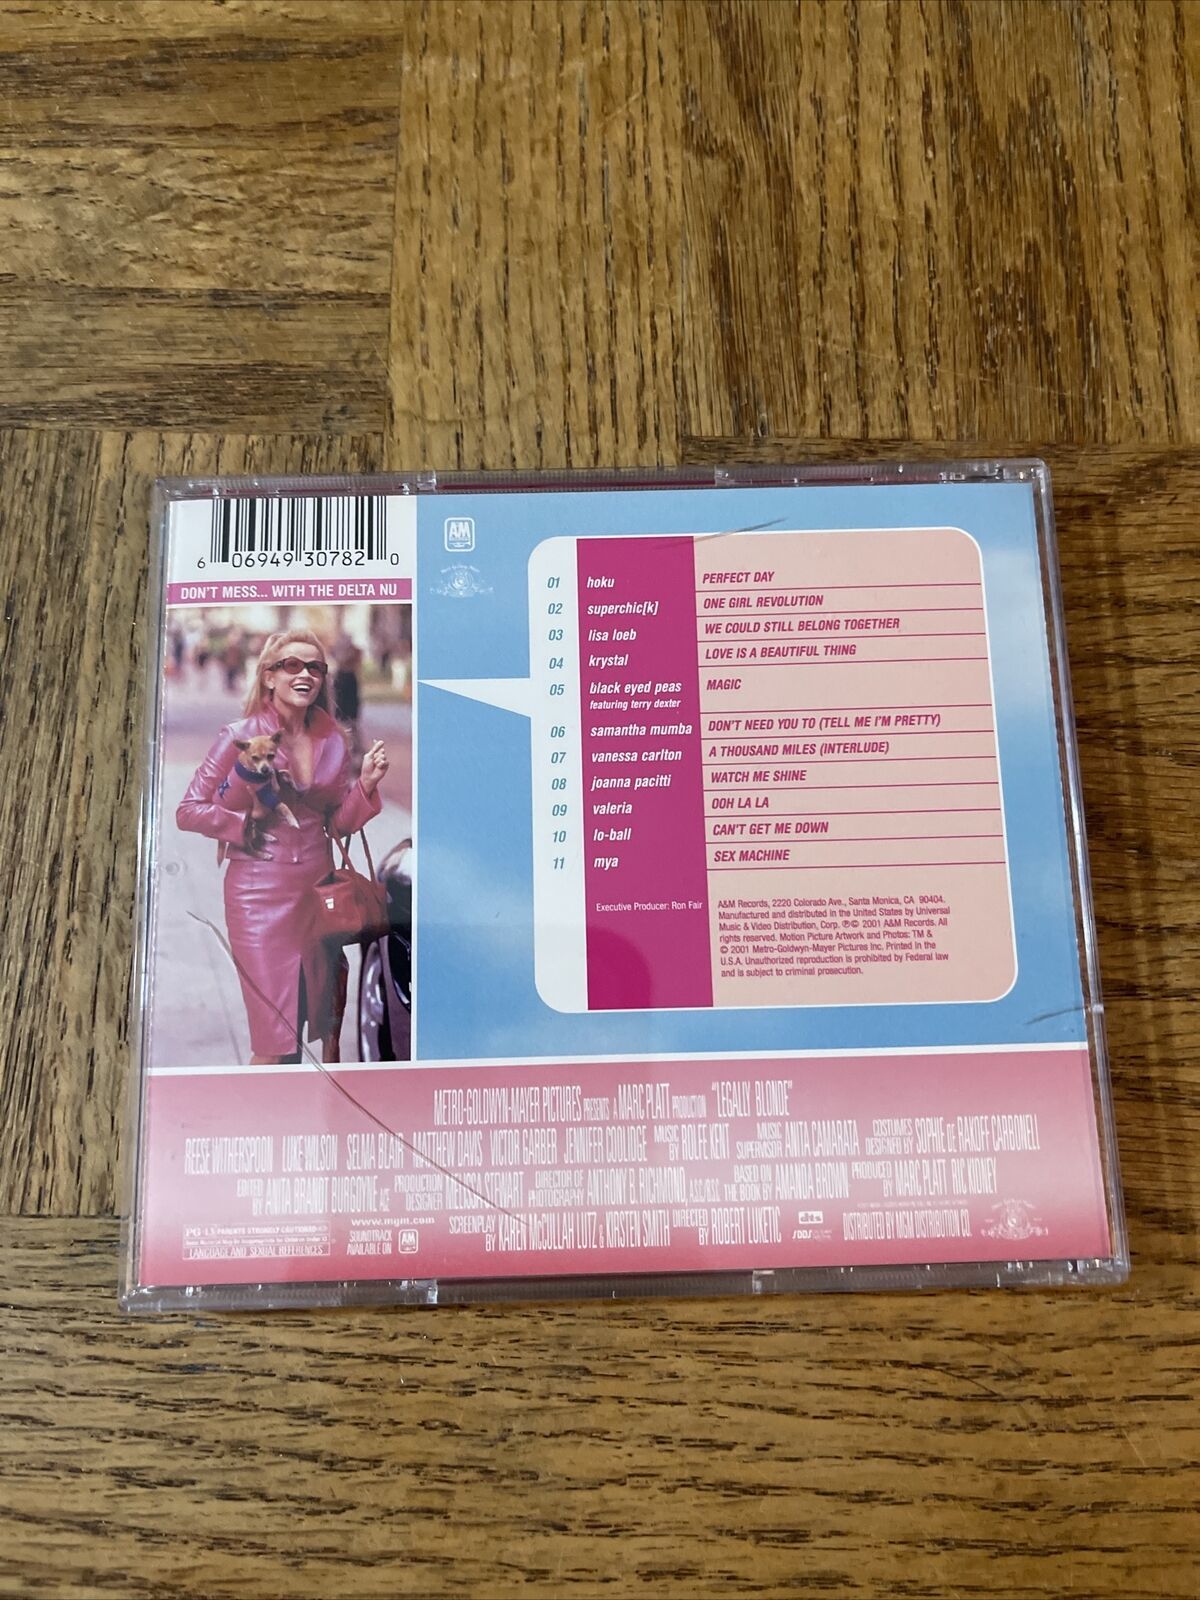 6 06949 30782 0
DON'T MESS... WITH THE DELTA NU
A&M
01 hoku PERFECT DAY
02 superchic[k] ONE GIRL REVOLUTION
03 lisa loeb WE COULD STILL BELONG TOGETHER
04 krystal LOVE IS A BEAUTIFUL THING
05 black eyed peas MAGIC
featuring terry dexter
06 samantha mumba DON'T NEED YOU TO (TELL ME I'M PRETTY)
07 vanessa carlton A THOUSAND MILES (INTERLUDE)
08 joanna pacitti WATCH ME SHINE
09 valeria OOH LA LA
10 lo-ball CAN'T GET ME DOWN
11 mya SEX MACHINE
Executive Producer: Ron Fair
A&M Records, 2220 Colorado Ave., Santa Monica, CA 90404.
Manufactured and distributed in the United States by Universal
Music & Video Distribution, Corp. ℗© 2001 A&M Records. All
rights reserved. Motion Picture Artwork and Photos: TM &
© 2001 Metro-Goldwyn-Mayer Pictures Inc. Printed in the
U.S.A. Unauthorized reproduction is prohibited by Federal law
and is subject to criminal prosecution.
METRO-GOLDWYN-MAYER PICTURES PRESENTS A MARC PLATT PRODUCTION "LEGALLY BLONDE"
REESE WITHERSPOON LUKE WILSON SELMA BLAIR MATTHEW DAVIS VICTOR GARBER JENNIFER COOLIDGE MUSIC BY ROLFE KENT MUSIC SUPERVISOR ANITA CAMARATA COSTUMES DESIGNED BY SOPHIE DE RAKOFF CARBONELL
EDITED BY ANITA BRANDT BURGOYNE ACE PRODUCTION DESIGNER MELISSA STEWART DIRECTOR OF PHOTOGRAPHY ANTHONY B. RICHMOND, A.S.C./B.S.C. BASED ON THE BOOK BY AMANDA BROWN PRODUCED BY MARC PLATT RIC KIDNEY
PG-13 PARENTS STRONGLY CAUTIONED
LANGUAGE AND SEXUAL REFERENCES
www.mgm.com
SOUNDTRACK AVAILABLE ON A&M
SCREENPLAY BY KAREN McCULLAH LUTZ & KIRSTEN SMITH DIRECTED BY ROBERT LUKETIC dts SDDS DISTRIBUTED BY MGM DISTRIBUTION CO.